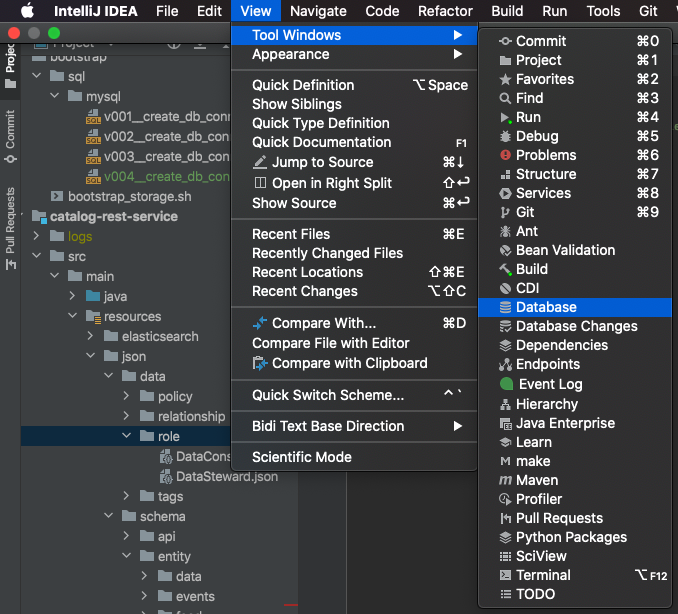 IntelliJ IDEA File Edit View Navigate Code Refactor Build Run Tools Git
Project
Commit
Pull Requests
Project
bootstrap
sql
mysql
v001__create_db_conn
v002__create_db_con
v003__create_db_con
v004__create_db_con
bootstrap_storage.sh
catalog-rest-service
logs
src
main
java
resources
elasticsearch
json
data
policy
relationship
role
DataCons
DataSteward.json
tags
schema
api
entity
data
events
Tool Windows
Appearance
Quick Definition ⌥ Space
Show Siblings
Quick Type Definition
Quick Documentation F1
Jump to Source ⌘↓
Open in Right Split ⇧↩
Show Source ⌘↩
Recent Files ⌘E
Recently Changed Files
Recent Locations ⇧⌘E
Recent Changes ⌥⇧C
Compare With... ⌘D
Compare File with Editor
Compare with Clipboard
Quick Switch Scheme... ^ `
Bidi Text Base Direction
Scientific Mode
Commit ⌘0
Project ⌘1
Favorites ⌘2
Find ⌘3
Run ⌘4
Debug ⌘5
Problems ⌘6
Structure ⌘7
Services ⌘8
Git ⌘9
Ant
Bean Validation
Build
CDI
Database
Database Changes
Dependencies
Endpoints
Event Log
Hierarchy
Java Enterprise
Learn
make
Maven
Profiler
Pull Requests
Python Packages
SciView
Terminal ⌥ F12
TODO